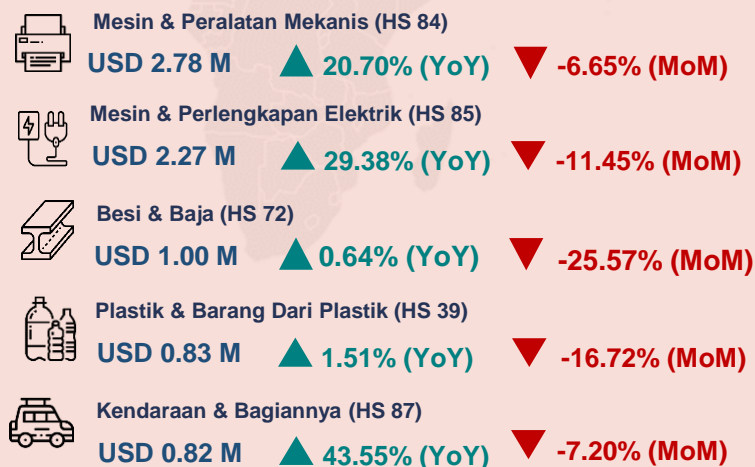 Mesin & Peralatan Mekanis (HS 84)
USD 2.78 M 20.70% (YoY) -6.65% (MoM)
Mesin & Perlengkapan Elektrik (HS 85)
USD 2.27 M 29.38% (YoY) -11.45% (MoM)
Besi & Baja (HS 72)
USD 1.00 M 0.64% (YoY) -25.57% (MoM)
Plastik & Barang Dari Plastik (HS 39)
USD 0.83 M 1.51% (YoY) -16.72% (MoM)
Kendaraan & Bagiannya (HS 87)
USD 0.82 M 43.55% (YoY) -7.20% (MoM)